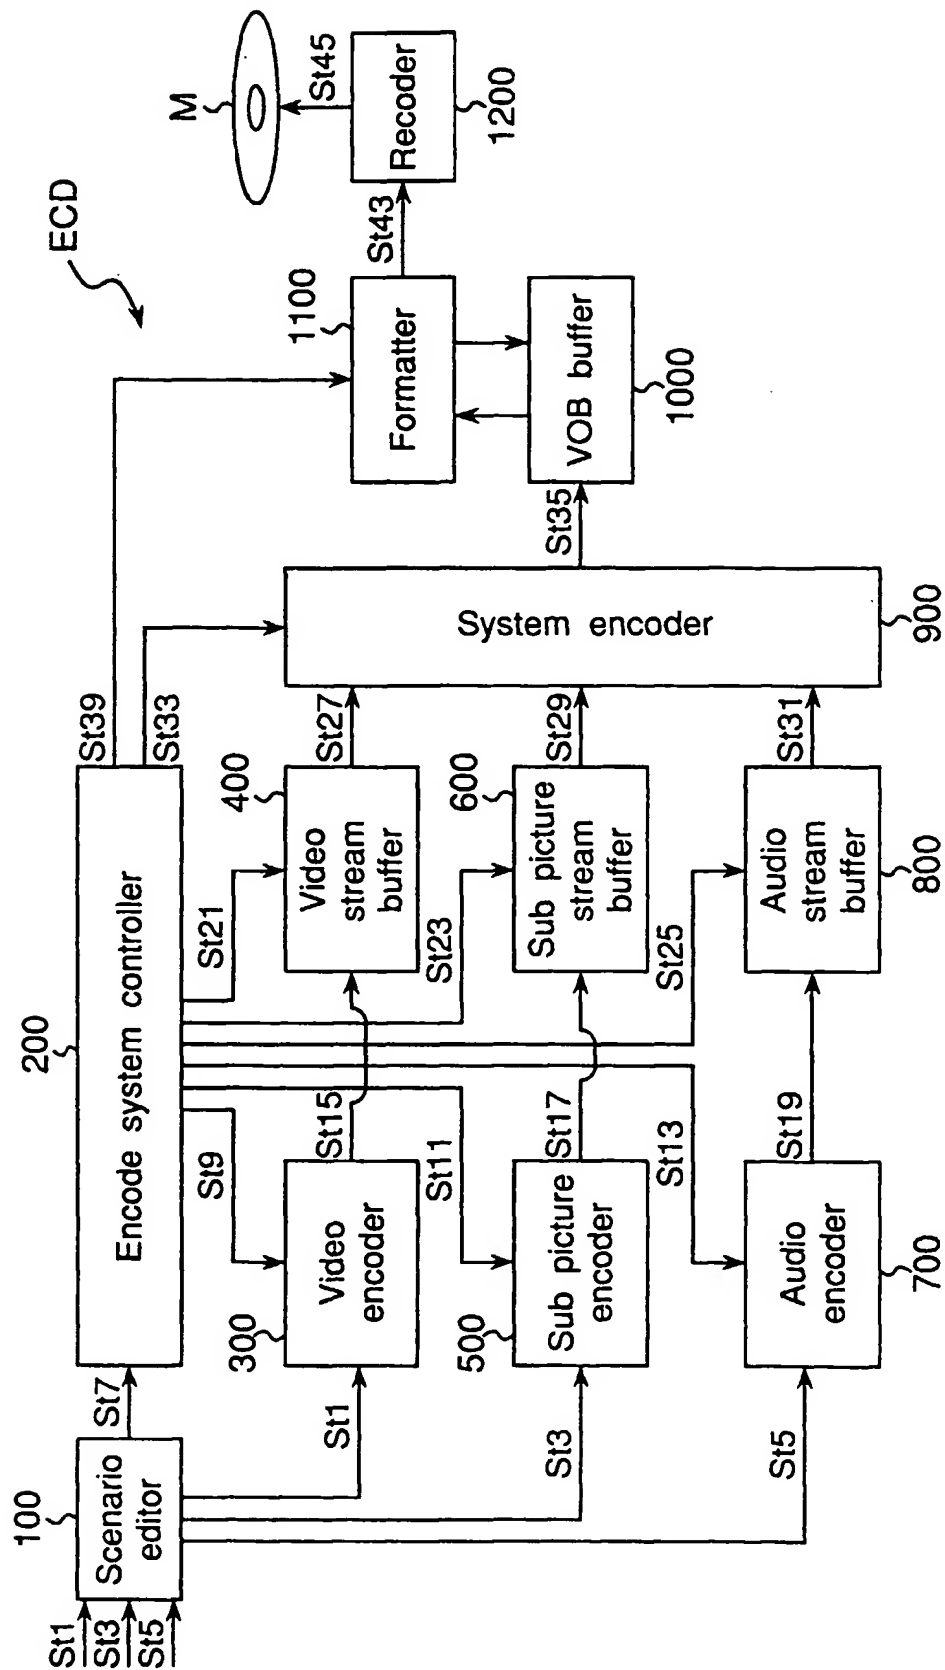 ECD
St1
St3
St5
100
Scenario
editor
St7
200
Encode system controller
St39
St33
St9
St21
St1
300
Video
encoder
St15
400
Video
stream
buffer
St27
St11
St23
St3
500
Sub picture
encoder
St17
600
Sub picture
stream
buffer
St29
St13
St25
St5
Audio
encoder
700
St19
Audio
stream
buffer
800
St31
System encoder
900
St35
VOB buffer
1000
1100
Formatter
St43
Recoder
1200
St45
M